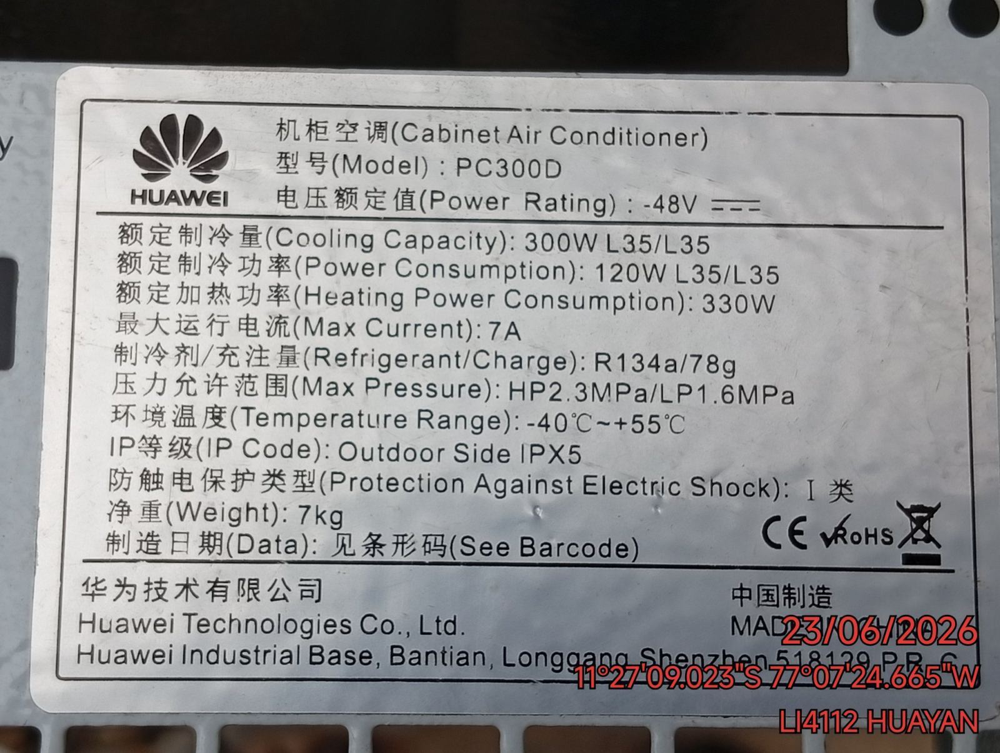 y
HUAWEI
机柜空调(Cabinet Air Conditioner)
型号(Model) : PC300D
电压额定值(Power Rating) : -48V
额定制冷量(Cooling Capacity): 300W L35/L35
额定制冷功率(Power Consumption): 120W L35/L35
额定加热功率(Heating Power Consumption): 330W
最大运行电流(Max Current): 7A
制冷剂/充注量(Refrigerant/Charge): R134a/78g
压力允许范围(Max Pressure): HP2.3MPa/LP1.6MPa
环境温度(Temperature Range): -40℃~+55℃
IP等级(IP Code): Outdoor Side IPX5
防触电保护类型(Protection Against Electric Shock): I 类
净重(Weight): 7kg
制造日期(Data): 见条形码(See Barcode)
CE RoHS
华为技术有限公司
Huawei Technologies Co., Ltd.
Huawei Industrial Base, Bantian, Longgang Shenzhen 518129 P.R. C
中国制造
MADE IN CHINA
23/06/2026
11°27'09.023"S 77°07'24.665"W
LI4112 HUAYAN